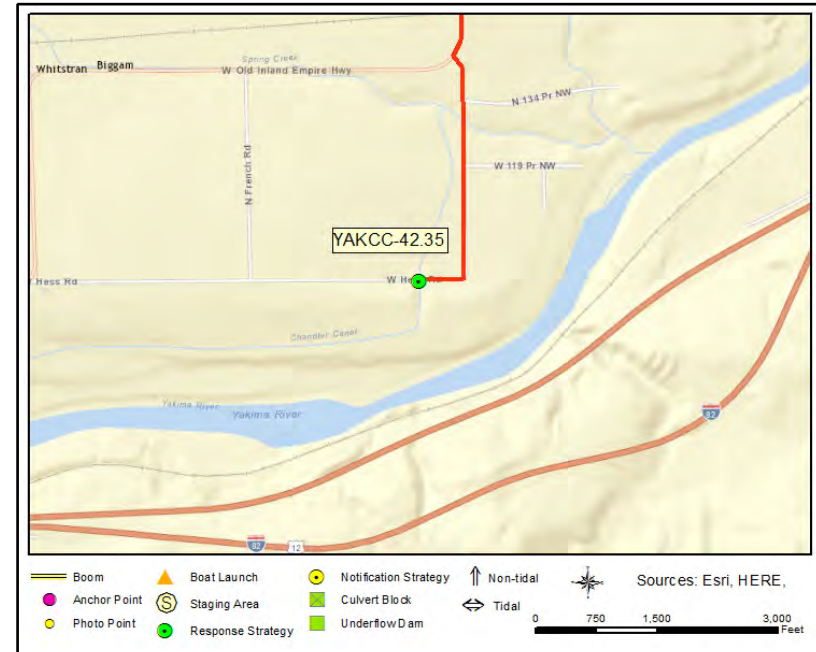 Spring Creek
Whitstran Biggam
W Old Inland Empire Hwy
N 134 Pr NW
N French Rd
W 119 Pr NW
YAKCC-42.35
Hess Rd
Chandler Canal
Yakima River
Yakima River
82
82
12
Boom
Boat Launch
Notification Strategy
Non-tidal
Sources: Esri, HERE,
Anchor Point
S
Staging Area
Culvert Block
Tidal
Photo Point
Response Strategy
Underflow Dam
0 750 1,500 3,000
Feet